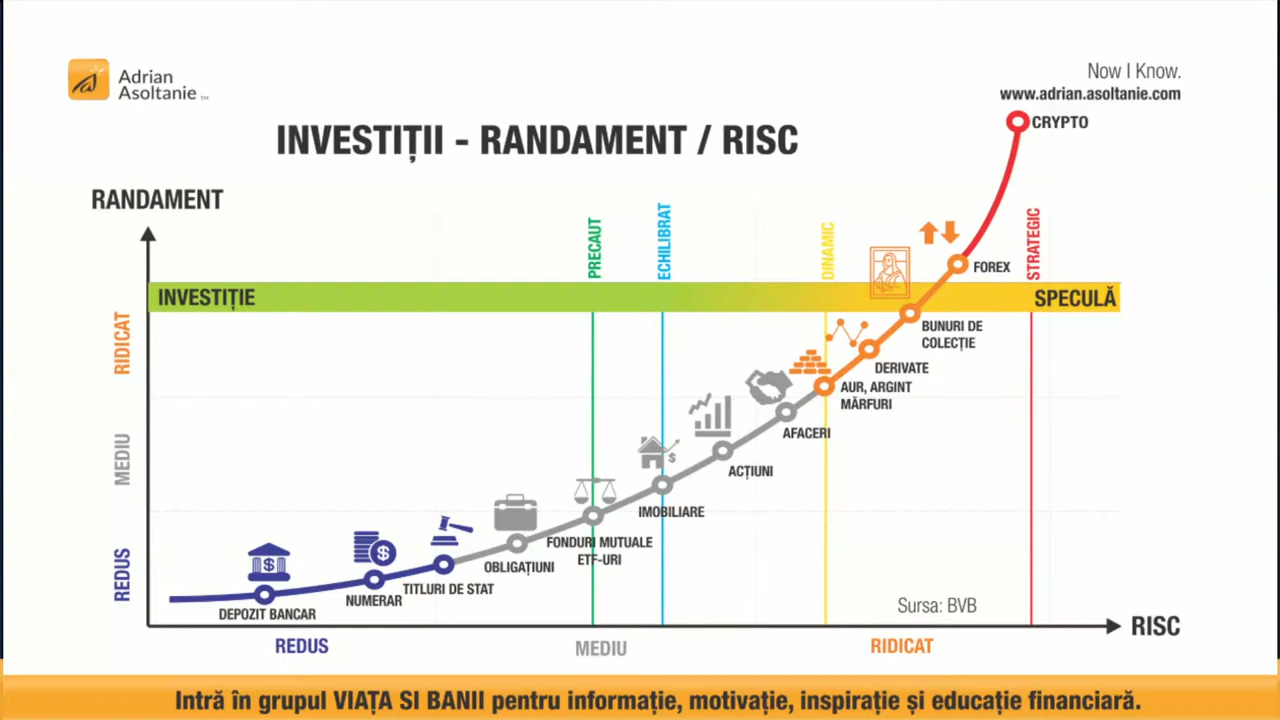 Adrian
Asoltanie ™
Now I Know.
www.adrian.asoltanie.com
INVESTIȚII - RANDAMENT / RISC
CRYPTO
RANDAMENT
PRECAUT
ECHILIBRAT
DINAMIC
STRATEGIC
FOREX
INVESTIȚIE
SPECULĂ
BUNURI DE
COLECȚIE
RIDICAT
DERIVATE
AUR, ARGINT
MĂRFURI
AFACERI
MEDIU
ACȚIUNI
IMOBILIARE
FONDURI MUTUALE
ETF-URI
OBLIGAȚIUNI
REDUS
TITLURI DE STAT
NUMERAR
DEPOZIT BANCAR
Sursa: BVB
RISC
REDUS
MEDIU
RIDICAT
Intră în grupul VIAȚA SI BANII pentru informație, motivație, inspirație și educație financiară.